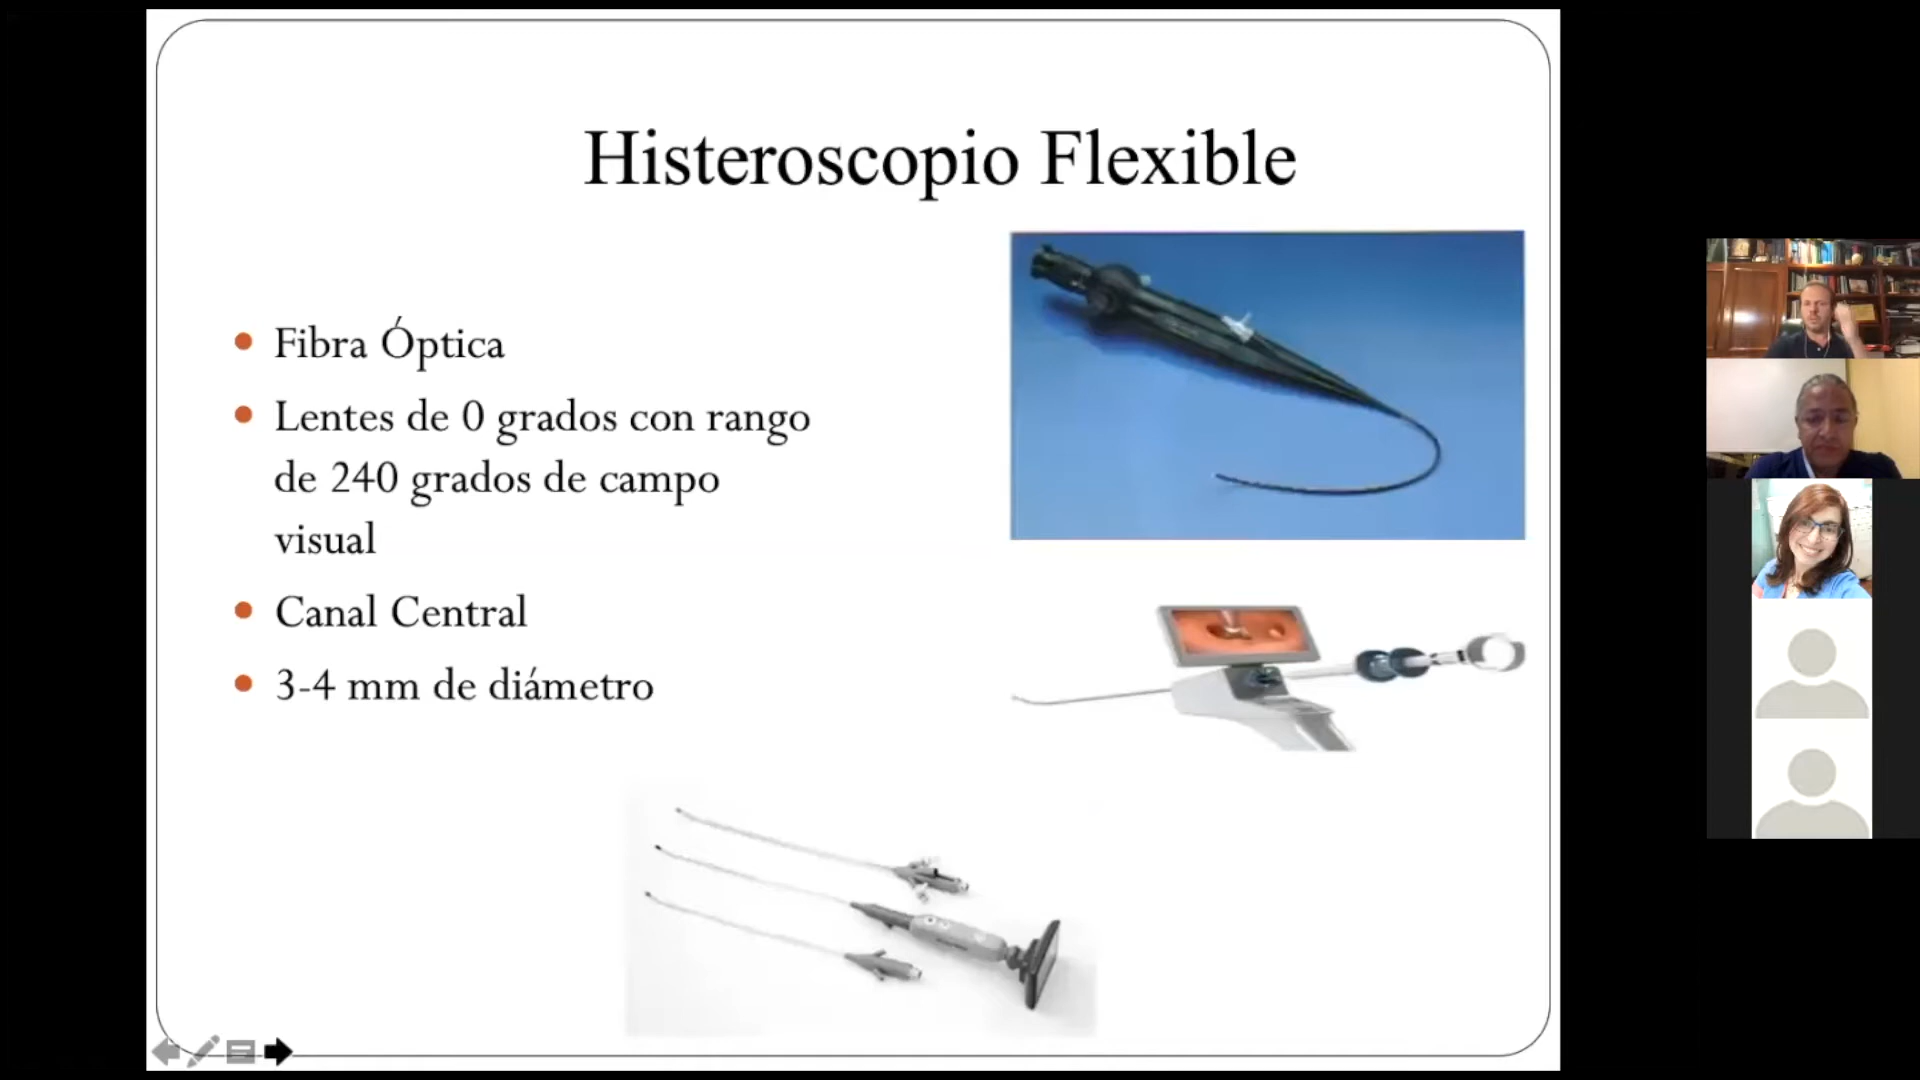 Histeroscopio Flexible
Fibra Óptica
Lentes de 0 grados con rango
de 240 grados de campo
visual
Canal Central
3-4 mm de diámetro